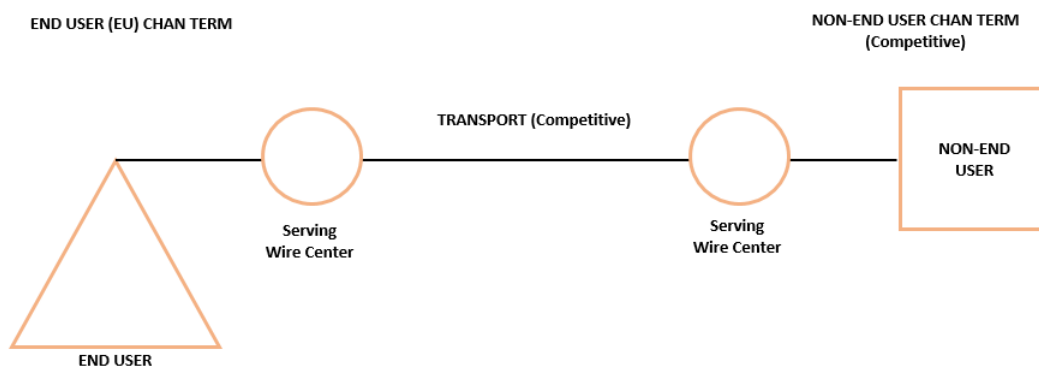 END USER (EU) CHAN TERM
NON-END USER CHAN TERM
(Competitive)
TRANSPORT (Competitive)
NON-END
USER
Serving
Wire Center
Serving
Wire Center
END USER